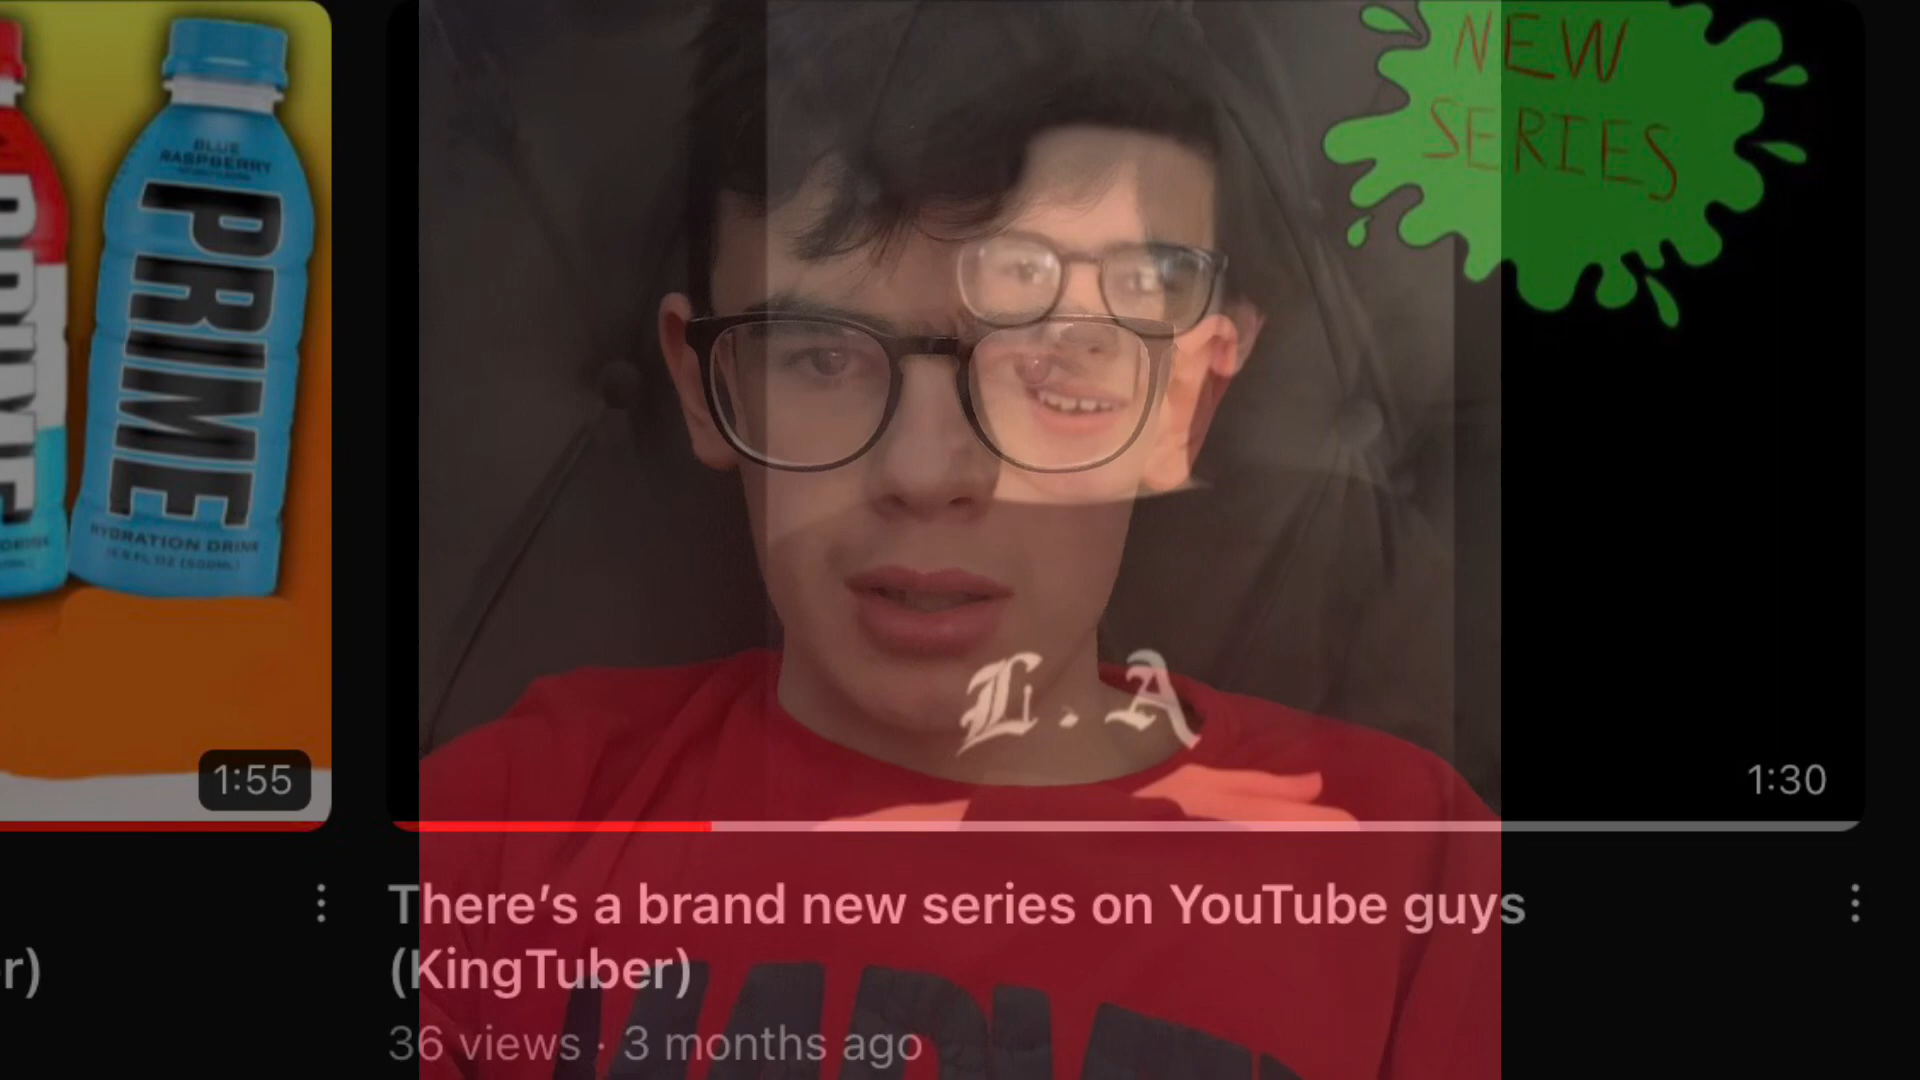 NEW
SERIES
BLUE
RASPBERRY
PRIME
PRIME
HYDRATION DRINK
L.A
1:55
1:30
There's a brand new series on YouTube guys
(KingTuber)
r)
36 views · 3 months ago